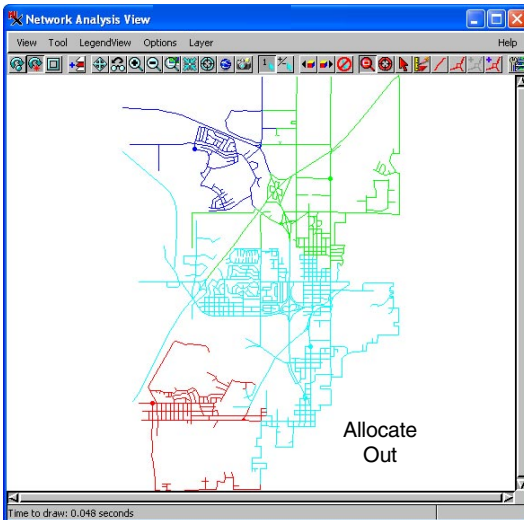 Network Analysis View
View Tool LegendView Options Layer Help
Allocate
Out
Time to draw: 0.048 seconds